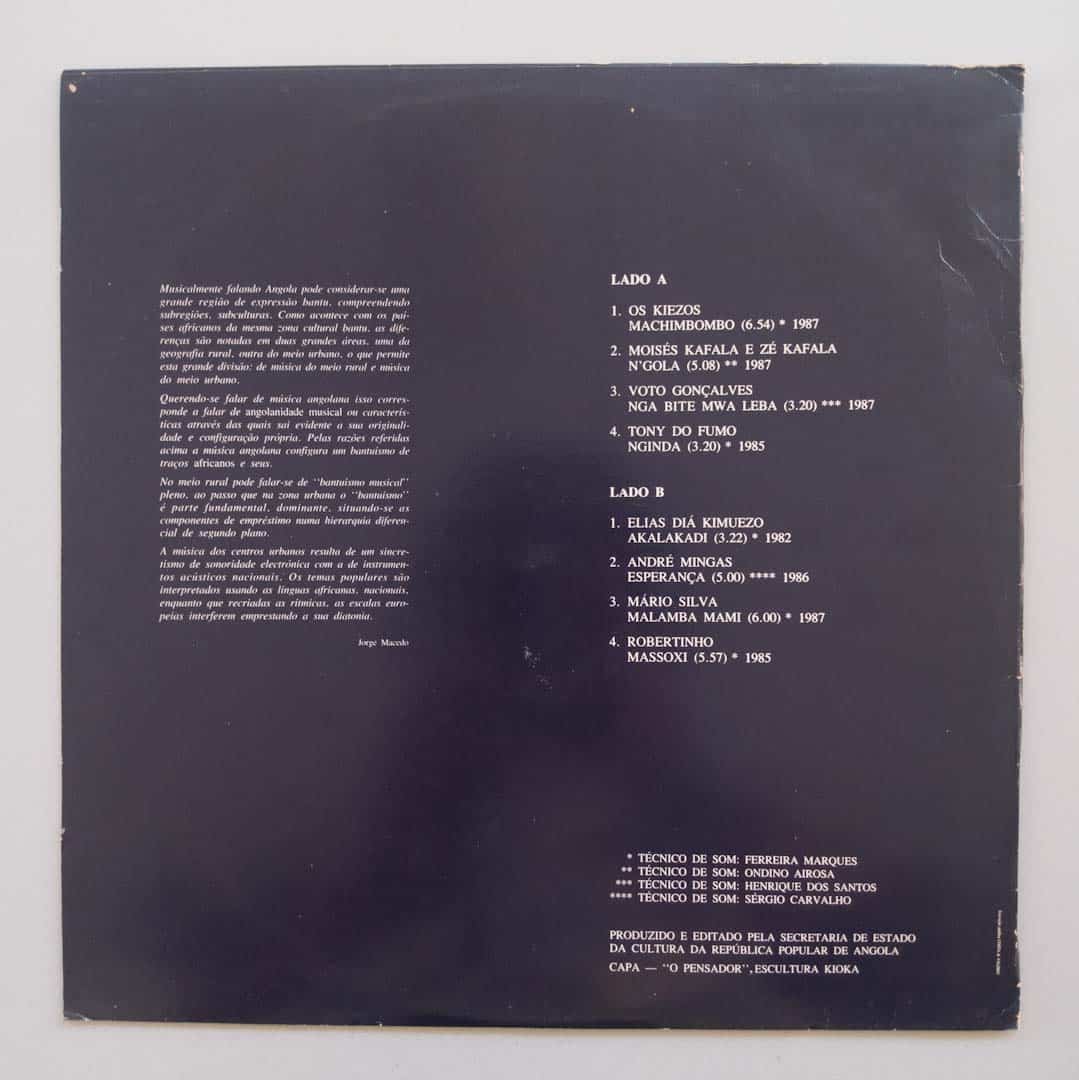 Musicalmente falando Angola pode considerar-se uma
grande região de expressão bantu, compreendendo
subregiões, subculturas. Como acontece com os paí-
ses africanos da mesma zona cultural bantu, as dife-
renças são notadas em duas grandes áreas, uma da
geografia rural, outra do meio urbano, o que permite
esta grande divisão: de música do meio rural e música
do meio urbano.
Querendo-se falar de música angolana isso corres-
ponde a falar de angolanidade musical ou caracterís-
ticas através das quais sai evidente a sua originali-
dade e configuração própria. Pelas razões referidas
acima a música angolana configura um bantuísmo de
traços africanos e seus.
No meio rural pode falar-se de "bantuísmo musical"
pleno, ao passo que na zona urbana o "bantuísmo"
é parte fundamental, dominante, situando-se as
componentes de empréstimo numa hierarquia diferen-
cial de segundo plano.
A música dos centros urbanos resulta de um sincre-
tismo de sonoridade electrónica com a de instrumen-
tos acústicos nacionais. Os temas populares são
interpretados usando as línguas africanas, nacionais,
enquanto que recriadas as rítmicas, as escalas euro-
peias interferem emprestando a sua diatonia.
Jorge Macedo
LADO A
1. OS KIEZOS
MACHIMBOMBO (6.54) * 1987
2. MOISÉS KAFALA E ZÉ KAFALA
N'GOLA (5.08) ** 1987
3. VOTO GONÇALVES
NGA BITE MWA LEBA (3.20) *** 1987
4. TONY DO FUMO
NGINDA (3.20) * 1985
LADO B
1. ELIAS DIÁ KIMUEZO
AKALAKADI (3.22) * 1982
2. ANDRÉ MINGAS
ESPERANÇA (5.00) **** 1986
3. MÁRIO SILVA
MALAMBA MAMI (6.00) * 1987
4. ROBERTINHO
MASSOXI (5.57) * 1985
* TÉCNICO DE SOM: FERREIRA MARQUES
** TÉCNICO DE SOM: ONDINO AIROSA
*** TÉCNICO DE SOM: HENRIQUE DOS SANTOS
**** TÉCNICO DE SOM: SÉRGIO CARVALHO
PRODUZIDO E EDITADO PELA SECRETARIA DE ESTADO
DA CULTURA DA REPÚBLICA POPULAR DE ANGOLA
CAPA — "O PENSADOR", ESCULTURA KIOKA